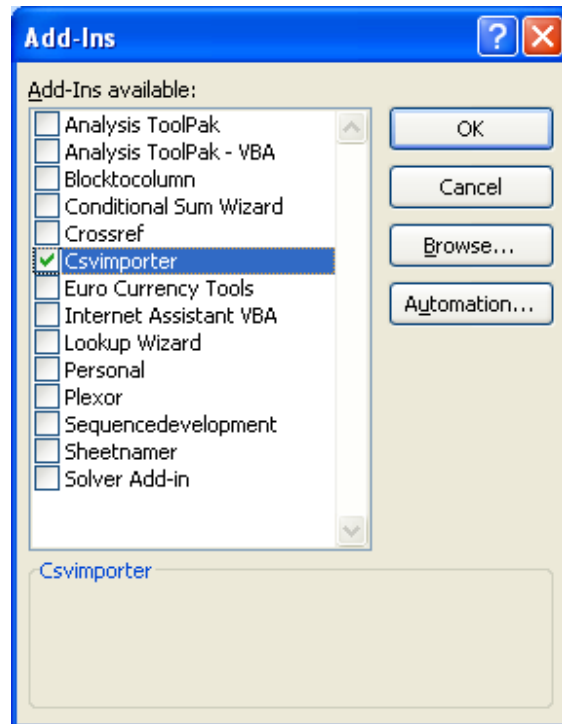 Add-Ins
Add-Ins available:
Analysis ToolPak
Analysis ToolPak - VBA
Blocktocolumn
Conditional Sum Wizard
Crossref
Csvimporter
Euro Currency Tools
Internet Assistant VBA
Lookup Wizard
Personal
Plexor
Sequencedevelopment
Sheetnamer
Solver Add-in
OK
Cancel
Browse...
Automation...
Csvimporter